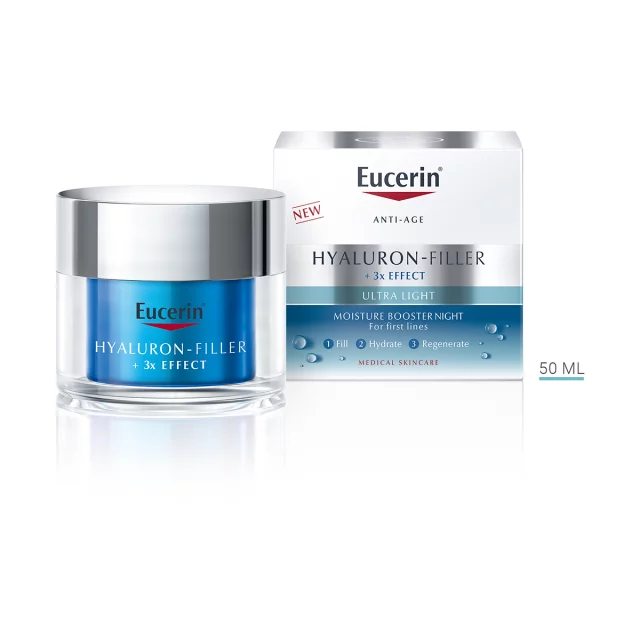 Eucerin®
HYALURON-FILLER
+ 3x EFFECT
NEW
Eucerin®
ANTI-AGE
HYALURON-FILLER
+ 3x EFFECT
ULTRA LIGHT
MOISTURE BOOSTER NIGHT
For first lines
1 Fill 2 Hydrate 3 Regenerate
MEDICAL SKINCARE
50 ML